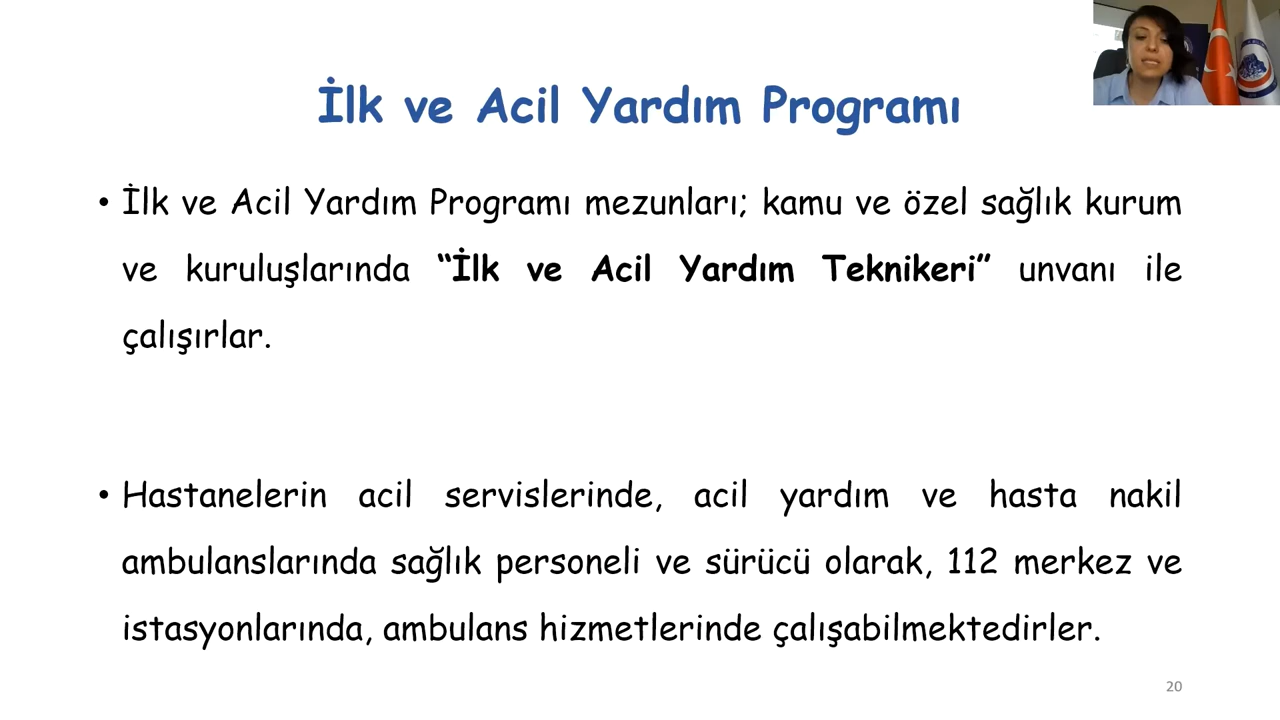 İlk ve Acil Yardım Programı
• İlk ve Acil Yardım Programı mezunları; kamu ve özel sağlık kurum
ve kuruluşlarında “İlk ve Acil Yardım Teknikeri” unvanı ile
çalışırlar.
• Hastanelerin acil servislerinde, acil yardım ve hasta nakil
ambulanslarında sağlık personeli ve sürücü olarak, 112 merkez ve
istasyonlarında, ambulans hizmetlerinde çalışabilmektedirler.
20